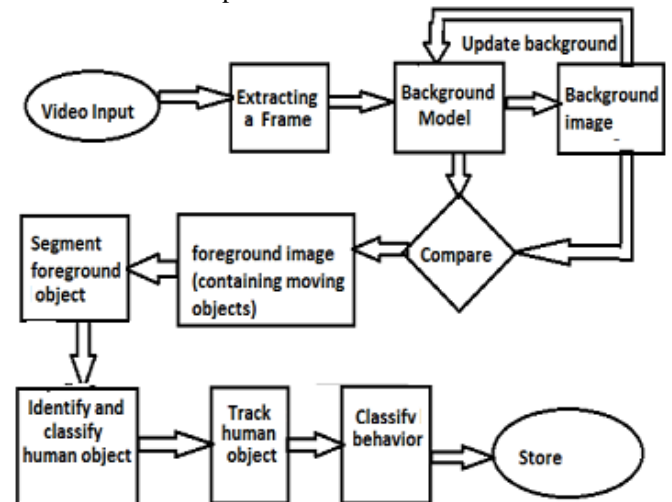 Update background
Video Input
Extracting
a Frame
Background
Model
Background
image
Compare
foreground image
(containing moving
objects)
Segment
foreground
object
Identify and
classify
human object
Track
human
object
Classify
behavior
Store